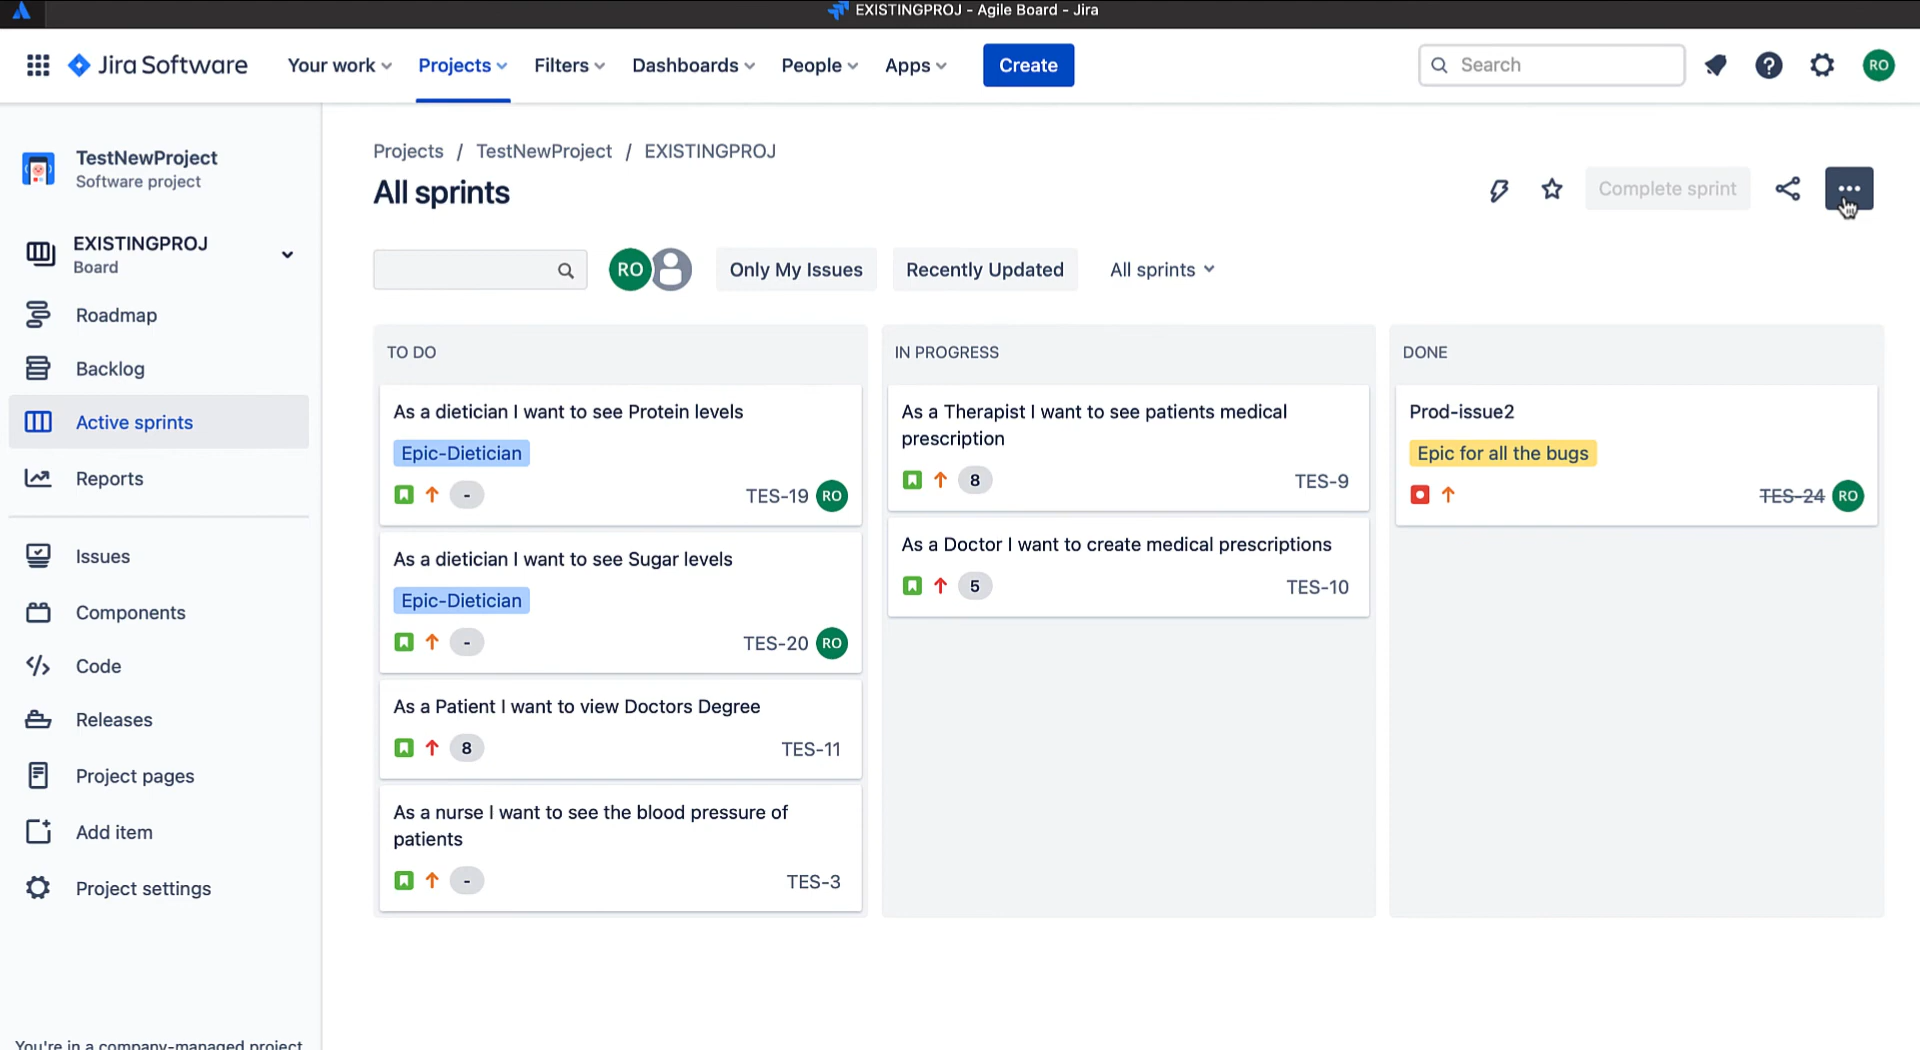 EXISTINGPROJ - Agile Board - Jira
Jira Software
Your work
Projects
Filters
Dashboards
People
Apps
Create
Search
RO
TestNewProject
Software project
EXISTINGPROJ
Board
Roadmap
Backlog
Active sprints
Reports
Issues
Components
Code
Releases
Project pages
Add item
Project settings
You're in a company-managed project
Projects / TestNewProject / EXISTINGPROJ
All sprints
Complete sprint
RO
Only My Issues
Recently Updated
All sprints
TO DO
As a dietician I want to see Protein levels
Epic-Dietician
- TES-19 RO
As a dietician I want to see Sugar levels
Epic-Dietician
- TES-20 RO
As a Patient I want to view Doctors Degree
8 TES-11
As a nurse I want to see the blood pressure of
patients
- TES-3
IN PROGRESS
As a Therapist I want to see patients medical
prescription
8 TES-9
As a Doctor I want to create medical prescriptions
5 TES-10
DONE
Prod-issue2
Epic for all the bugs
TES-24 RO